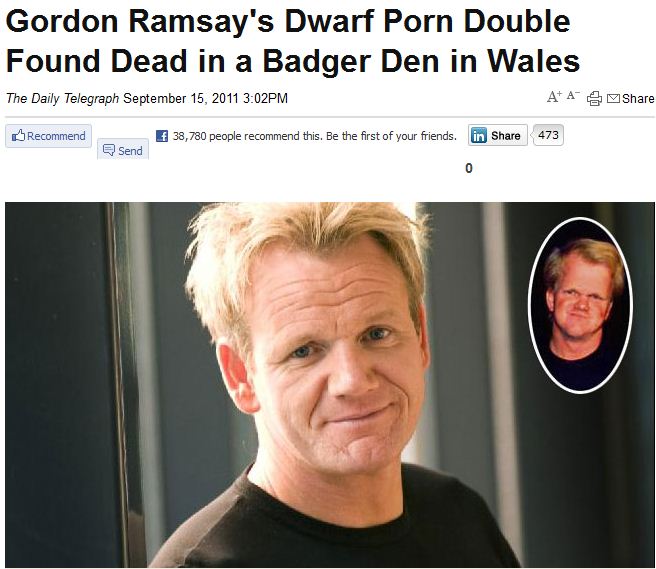 Gordon Ramsay's Dwarf Porn Double
Found Dead in a Badger Den in Wales
The Daily Telegraph September 15, 2011 3:02PM A+ A- Share
Recommend Send 38,780 people recommend this. Be the first of your friends. in Share 473
0